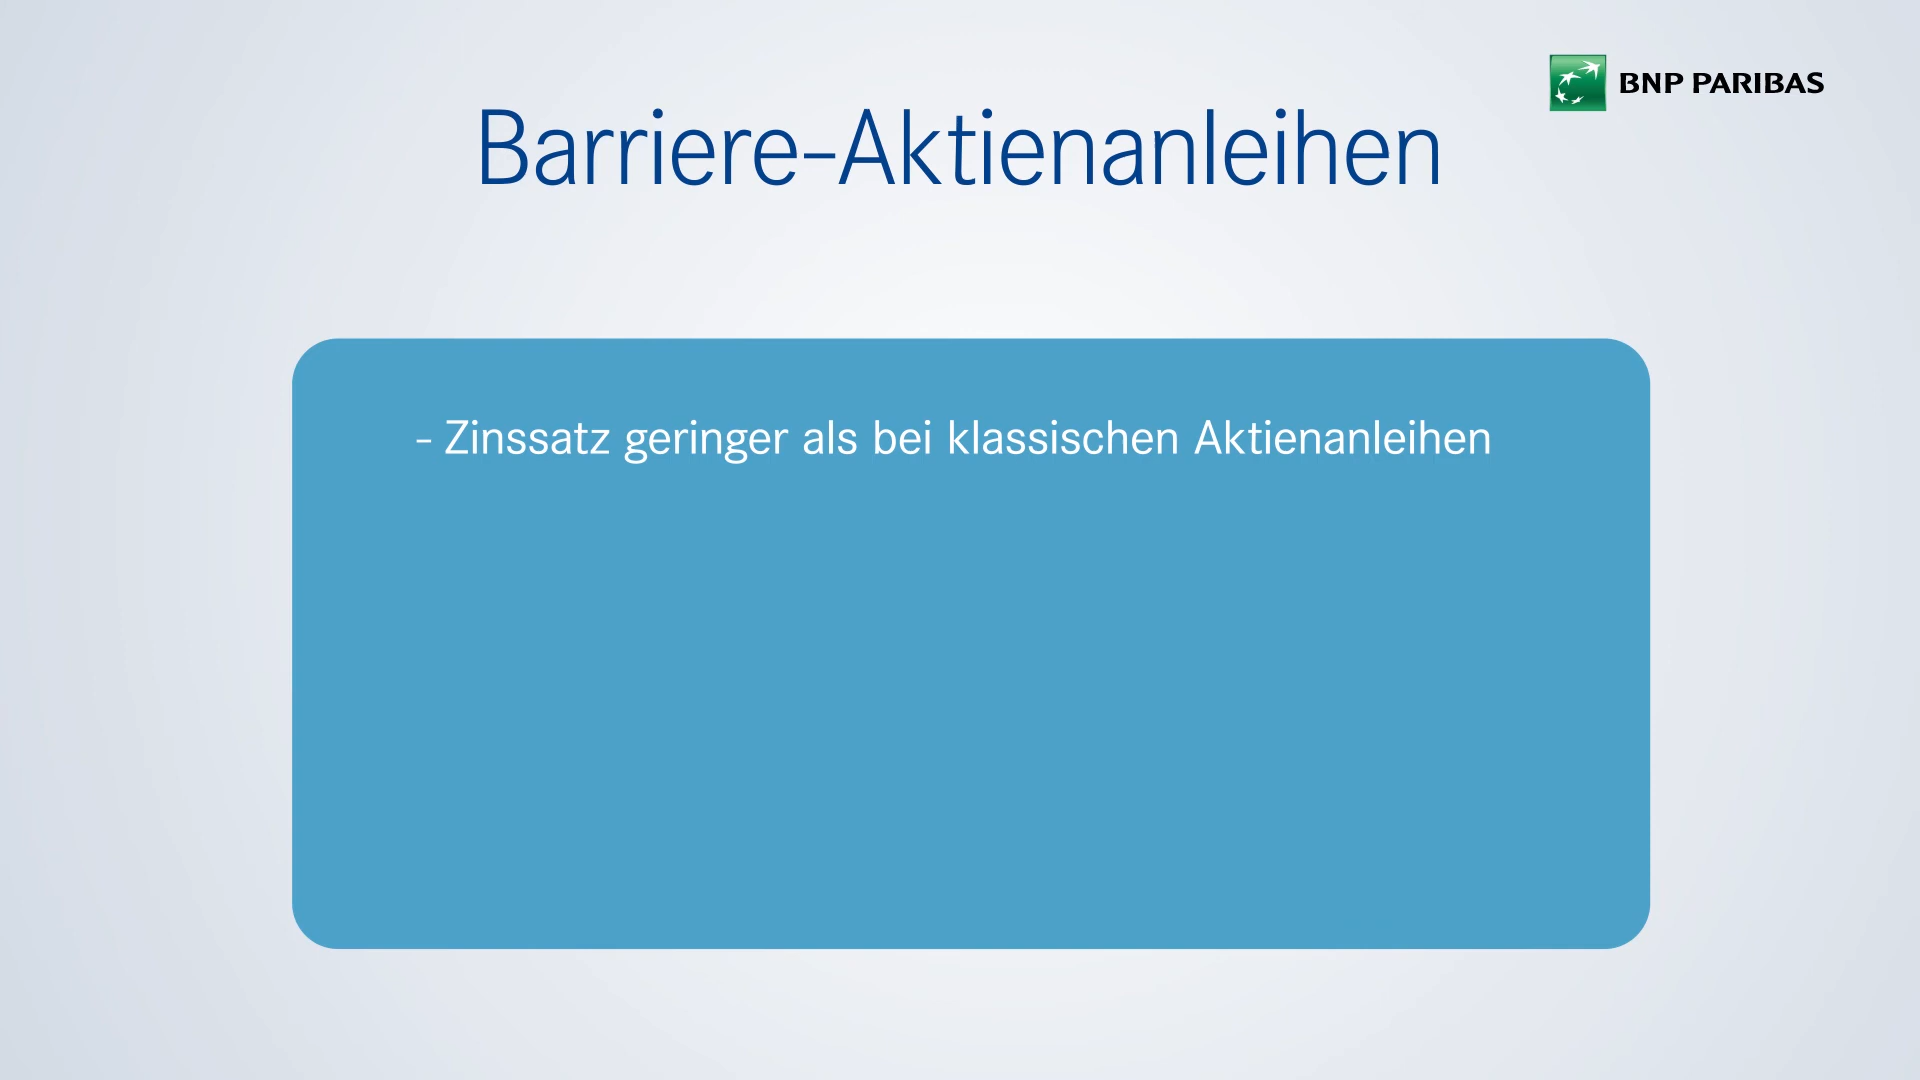 BNP PARIBAS
Barriere-Aktienanleihen
- Zinssatz geringer als bei klassischen Aktienanleihen